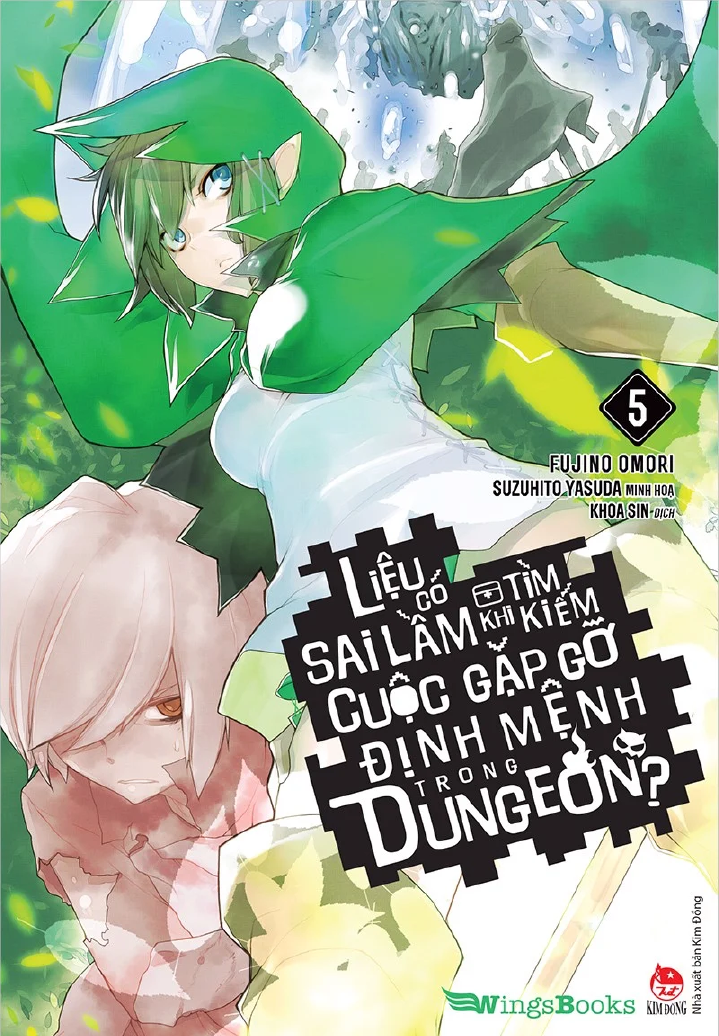 5
FUJINO OMORI
SUZUHITO YASUDA MINH HOẠ
KHOA SIN DỊCH
LIỆU CÓ
SAI LẦM KHI TÌM KIẾM
CUỘC GẶP GỠ
ĐỊNH MỆNH
TRONG
DUNGEON?
WingsBooks
KIM ĐỒNG
Nhà xuất bản Kim Đồng